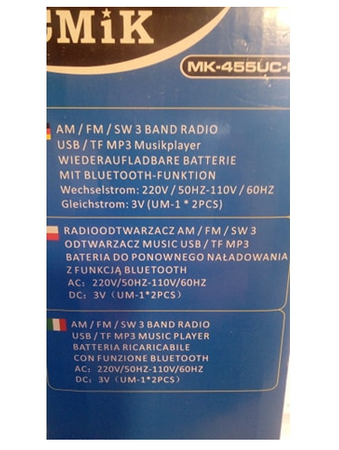 CMiK
MK-455UC-
AM / FM / SW 3 BAND RADIO
USB / TF MP3 Musikplayer
WIEDERAUFLADBARE BATTERIE
MIT BLUETOOTH-FUNKTION
Wechselstrom: 220V / 50HZ-110V / 60HZ
Gleichstrom: 3V (UM-1 * 2PCS)
RADIOODTWARZACZ AM / FM / SW 3
ODTWARZACZ MUSIC USB / TF MP3
BATERIA DO PONOWNEGO NAŁADOWANIA
Z FUNKCJĄ BLUETOOTH
AC: 220V/50HZ-110V/60HZ
DC: 3V (UM-1*2PCS)
AM / FM / SW 3 BAND RADIO
USB / TF MP3 MUSIC PLAYER
BATTERIA RICARICABILE
CON FUNZIONE BLUETOOTH
AC: 220V/50HZ-110V/60HZ
DC: 3V (UM-1*2PCS)